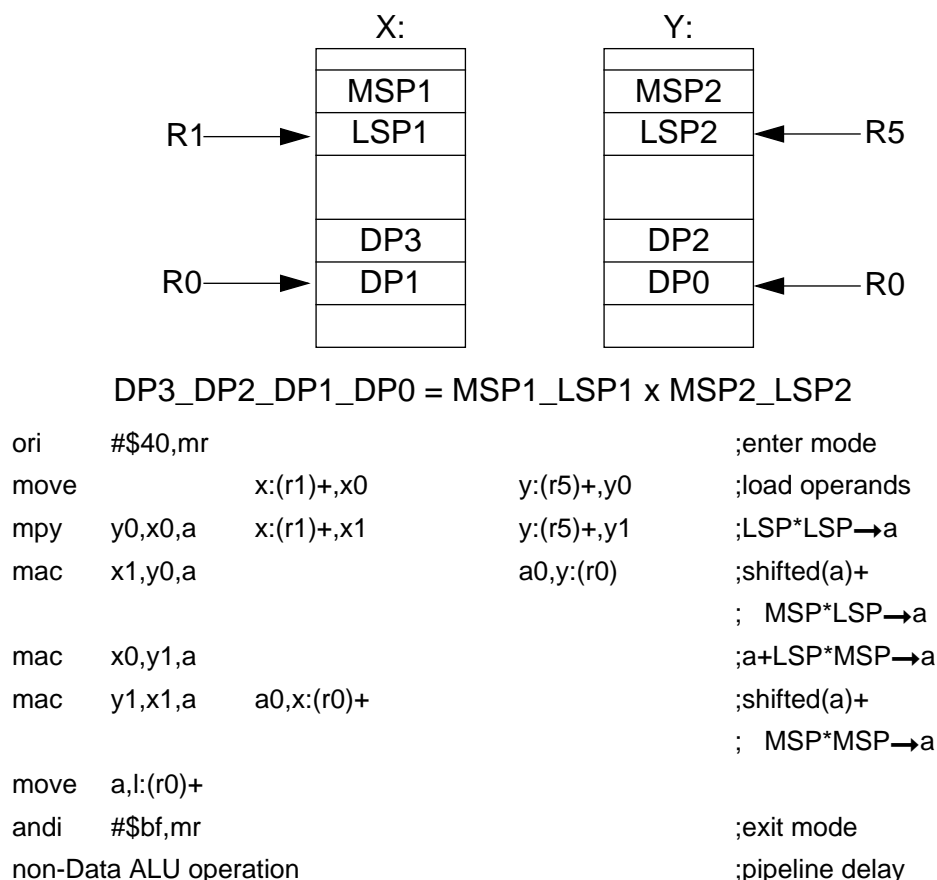 X: Y:
MSP1 MSP2
R1 LSP1 LSP2 R5
DP3 DP2
R0 DP1 DP0 R0
DP3_DP2_DP1_DP0 = MSP1_LSP1 x MSP2_LSP2
ori #$40,mr ;enter mode
move x:(r1)+,x0 y:(r5)+,y0 ;load operands
mpy y0,x0,a x:(r1)+,x1 y:(r5)+,y1 ;LSP*LSP→a
mac x1,y0,a a0,y:(r0) ;shifted(a)+
; MSP*LSP→a
mac x0,y1,a ;a+LSP*MSP→a
mac y1,x1,a a0,x:(r0)+ ;shifted(a)+
; MSP*MSP→a
move a,l:(r0)+
andi #$bf,mr ;exit mode
non-Data ALU operation ;pipeline delay